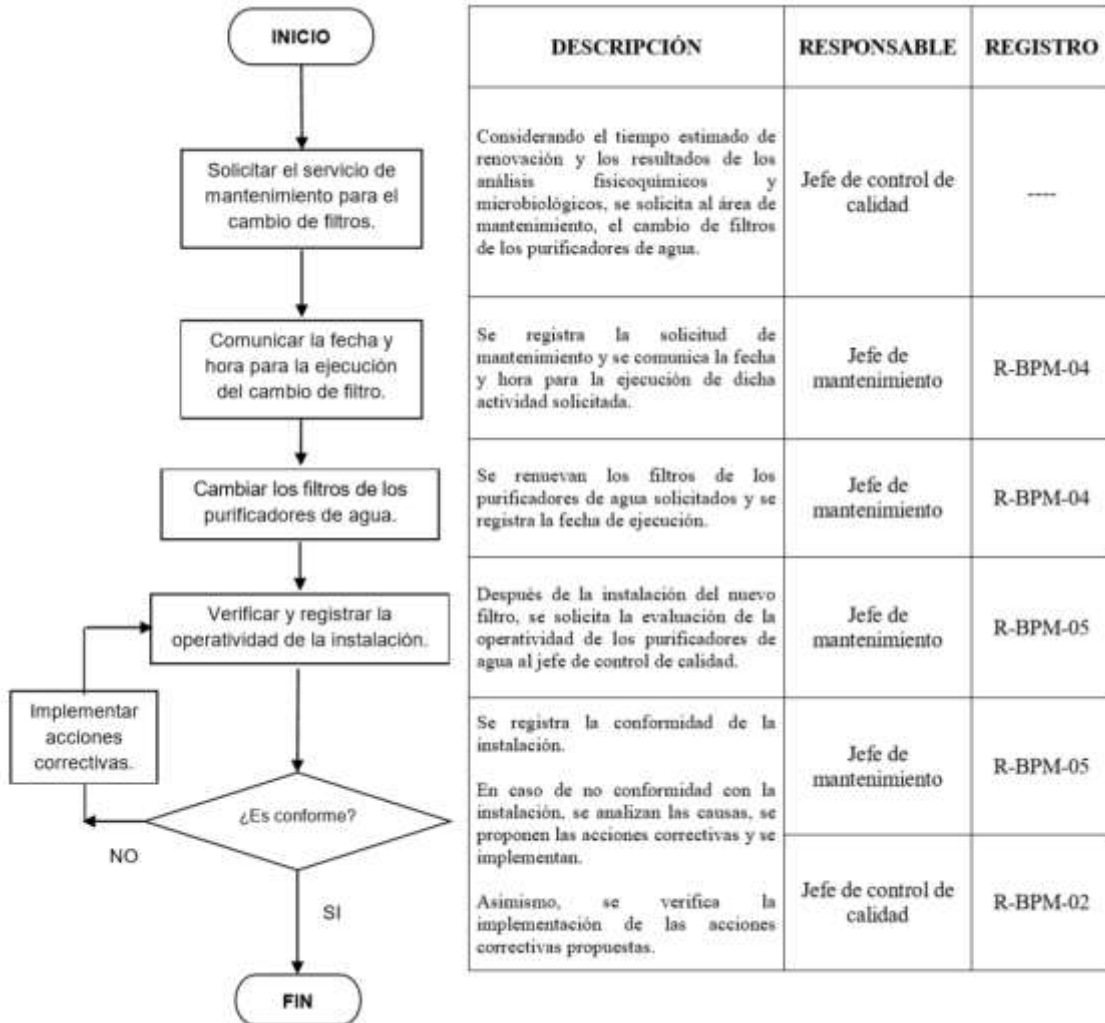 INICIO
Solicitar el servicio de
mantenimiento para el
cambio de filtros.
Comunicar la fecha y
hora para la ejecución
del cambio de filtro.
Cambiar los filtros de los
purificadores de agua.
Verificar y registrar la
operatividad de la instalación.
Implementar
acciones
correctivas.
¿Es conforme?
NO
SI
FIN
DESCRIPCIÓN
RESPONSABLE
REGISTRO
Considerando el tiempo estimado de
renovación y los resultados de los
análisis fisicoquímicos y
microbiológicos, se solicita al área de
mantenimiento, el cambio de filtros
de los purificadores de agua.
Jefe de control de
calidad
----
Se registra la solicitud de
mantenimiento y se comunica la fecha
y hora para la ejecución de dicha
actividad solicitada.
Jefe de
mantenimiento
R-BPM-04
Se renuevan los filtros de los
purificadores de agua solicitados y se
registra la fecha de ejecución.
Jefe de
mantenimiento
R-BPM-04
Después de la instalación del nuevo
filtro, se solicita la evaluación de la
operatividad de los purificadores de
agua al jefe de control de calidad.
Jefe de
mantenimiento
R-BPM-05
Se registra la conformidad de la
instalación.
En caso de no conformidad con la
instalación, se analizan las causas, se
proponen las acciones correctivas y se
implementan.
Asimismo, se verifica la
implementación de las acciones
correctivas propuestas.
Jefe de
mantenimiento
R-BPM-05
Jefe de control de
calidad
R-BPM-02